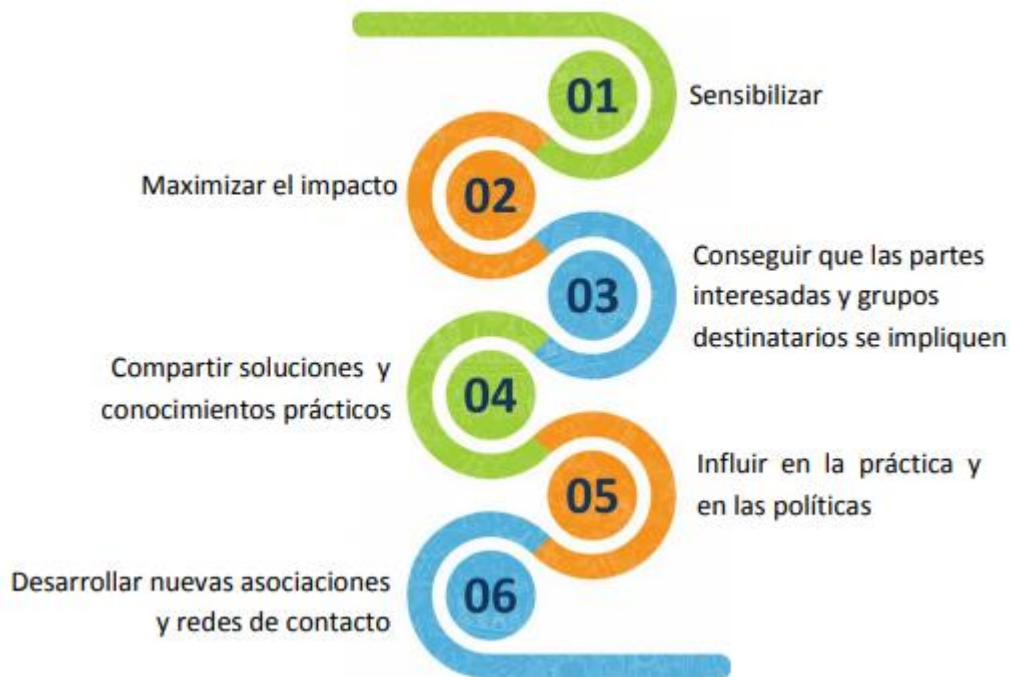 01
Sensibilizar
Maximizar el impacto
02
03
Conseguir que las partes
interesadas y grupos
destinatarios se impliquen
Compartir soluciones y
conocimientos prácticos
04
05
Influir en la práctica y
en las políticas
Desarrollar nuevas asociaciones
y redes de contacto
06